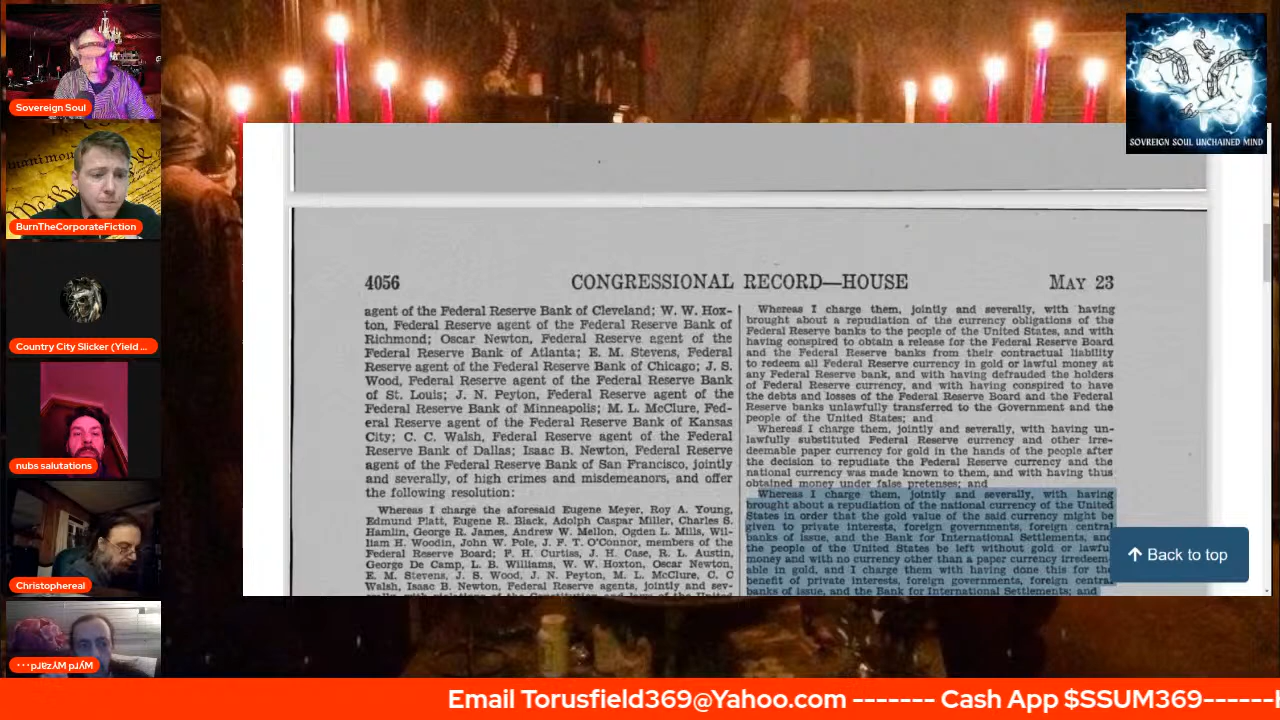 Sovereign Soul
BurnTheCorporateFiction
Country City Slicker (Yield ...
nubs salutations
Christophereal
Myrd Myzard...
SOVREIGN SOUL UNCHAINED MIND
4056
CONGRESSIONAL RECORD—HOUSE
MAY 23
agent of the Federal Reserve Bank of Cleveland; W. W. Hox-
ton, Federal Reserve agent of the Federal Reserve Bank of
Richmond; Oscar Newton, Federal Reserve agent of the
Federal Reserve Bank of Atlanta; E. M. Stevens, Federal
Reserve agent of the Federal Reserve Bank of Chicago; J. S.
Wood, Federal Reserve agent of the Federal Reserve Bank
of St. Louis; J. N. Peyton, Federal Reserve agent of the
Federal Reserve Bank of Minneapolis; M. L. McClure, Fed-
eral Reserve agent of the Federal Reserve Bank of Kansas
City; C. C. Walsh, Federal Reserve agent of the Federal
Reserve Bank of Dallas; Isaac B. Newton, Federal Reserve
agent of the Federal Reserve Bank of San Francisco, jointly
and severally, of high crimes and misdemeanors, and offer
the following resolution:
Whereas I charge the aforesaid Eugene Meyer, Roy A. Young,
Edmund Platt, Eugene R. Black, Adolph Caspar Miller, Charles S.
Hamlin, George R. James, Andrew W. Mellon, Ogden L. Mills, Wil-
liam H. Woodin, John W. Pole, J. F. T. O'Connor, members of the
Federal Reserve Board; F. H. Curtiss, J. H. Case, R. L. Austin,
George De Camp, L. B. Williams, W. W. Hoxton, Oscar Newton,
E. M. Stevens, J. S. Wood, J. N. Peyton, M. L. McClure, C. C
Walsh, Isaac B. Newton, Federal Reserve agents, jointly and sev-
Whereas I charge them, jointly and severally, with having
brought about a repudiation of the currency obligations of the
Federal Reserve banks to the people of the United States, and with
having conspired to obtain a release for the Federal Reserve Board
and the Federal Reserve banks from their contractual liability
to redeem all Federal Reserve currency in gold or lawful money at
any Federal Reserve bank, and with having defrauded the holders
of Federal Reserve currency, and with having conspired to have
the debts and losses of the Federal Reserve Board and the Federal
Reserve banks unlawfully transferred to the Government and the
people of the United States; and
Whereas I charge them, jointly and severally, with having un-
lawfully substituted Federal Reserve currency and other irre-
deemable paper currency for gold in the hands of the people after
the decision to repudiate the Federal Reserve currency and the
national currency was made known to them, and with having thus
obtained money under false pretenses; and
Whereas I charge them, jointly and severally, with having
brought about a repudiation of the national currency of the United
States in order that the gold value of the said currency might be
given to private interests, foreign governments, foreign central
banks of issue, and the Bank for International Settlements, and
the people of the United States be left without gold or lawful
money and with no currency other than a paper currency irredeem-
able in gold, and I charge them with having done this for the
benefit of private interests, foreign governments, foreign central
banks of issue, and the Bank for International Settlements; and
↑ Back to top
Email Torusfield369@Yahoo.com ------- Cash App $SSUM369------